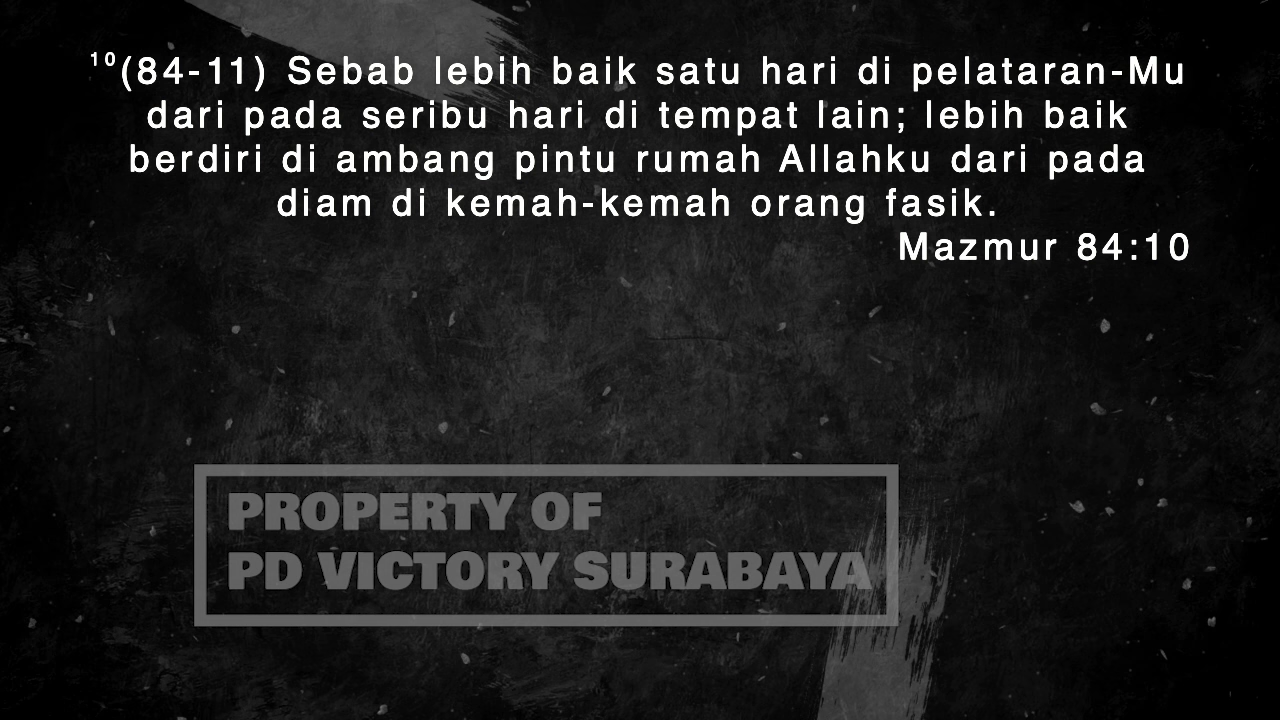 ¹⁰(84-11) Sebab lebih baik satu hari di pelataran-Mu
dari pada seribu hari di tempat lain; lebih baik
berdiri di ambang pintu rumah Allahku dari pada
diam di kemah-kemah orang fasik.
Mazmur 84:10
PROPERTY OF
PD VICTORY SURABAYA